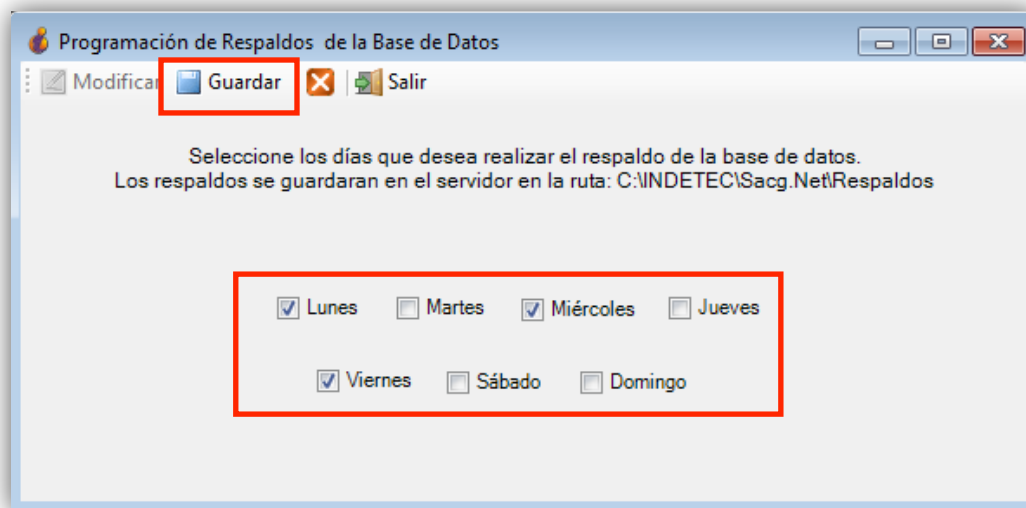 Programación de Respaldos de la Base de Datos
Modificar Guardar Salir
Seleccione los días que desea realizar el respaldo de la base de datos.
Los respaldos se guardaran en el servidor en la ruta: C:\INDETEC\Sacg.Net\Respaldos
Lunes Martes Miércoles Jueves
Viernes Sábado Domingo